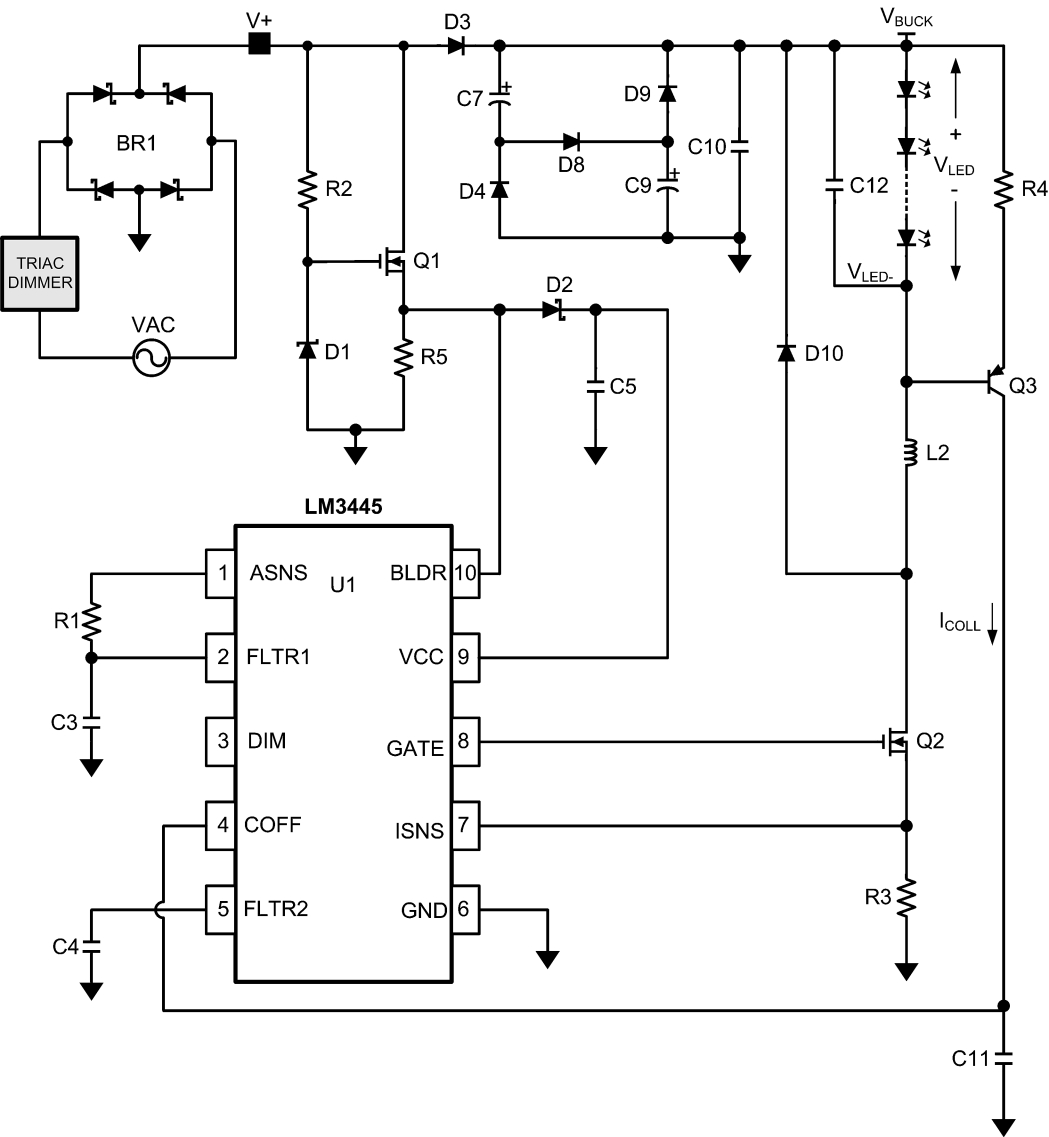 V+
D3
VBUCK
C7
D9
BR1
D8
C10
+
VLED
-
R2
D4
C9
C12
R4
+
+
TRIAC
DIMMER
Q1
VLED-
D2
VAC
D1
R5
D10
C5
Q3
L2
LM3445
1 ASNS
BLDR 10
U1
R1
ICOLL
2 FLTR1
VCC 9
C3
3 DIM
GATE 8
Q2
4 COFF
ISNS 7
R3
5 FLTR2
GND 6
C4
C11